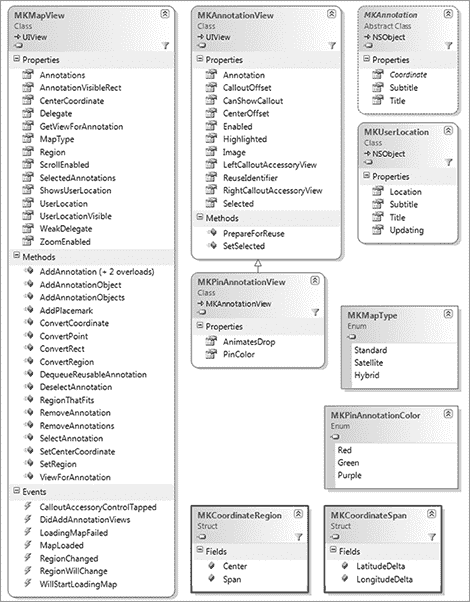 MKMapView
Class
UIView
Properties
Annotations
AnnotationVisibleRect
CenterCoordinate
Delegate
GetViewForAnnotation
MapType
Region
ScrollEnabled
SelectedAnnotations
ShowsUserLocation
UserLocation
UserLocationVisible
WeakDelegate
ZoomEnabled
Methods
AddAnnotation (+ 2 overloads)
AddAnnotationObject
AddAnnotationObjects
AddPlacemark
ConvertCoordinate
ConvertPoint
ConvertRect
ConvertRegion
DequeueReusableAnnotation
DeselectAnnotation
RegionThatFits
RemoveAnnotation
RemoveAnnotations
SelectAnnotation
SetCenterCoordinate
SetRegion
ViewForAnnotation
Events
CalloutAccessoryControlTapped
DidAddAnnotationViews
LoadingMapFailed
MapLoaded
RegionChanged
RegionWillChange
WillStartLoadingMap
MKAnnotationView
Class
UIView
Properties
Annotation
CalloutOffset
CanShowCallout
CenterOffset
Enabled
Highlighted
Image
LeftCalloutAccessoryView
ReuseIdentifier
RightCalloutAccessoryView
Selected
Methods
PrepareForReuse
SetSelected
MKPinAnnotationView
Class
MKAnnotationView
Properties
AnimatesDrop
PinColor
MKAnnotation
Abstract Class
NSObject
Properties
Coordinate
Subtitle
Title
MKUserLocation
Class
NSObject
Properties
Location
Subtitle
Title
Updating
MKMapType
Enum
Standard
Satellite
Hybrid
MKPinAnnotationColor
Enum
Red
Green
Purple
MKCoordinateRegion
Struct
Fields
Center
Span
MKCoordinateSpan
Struct
Fields
LatitudeDelta
LongitudeDelta